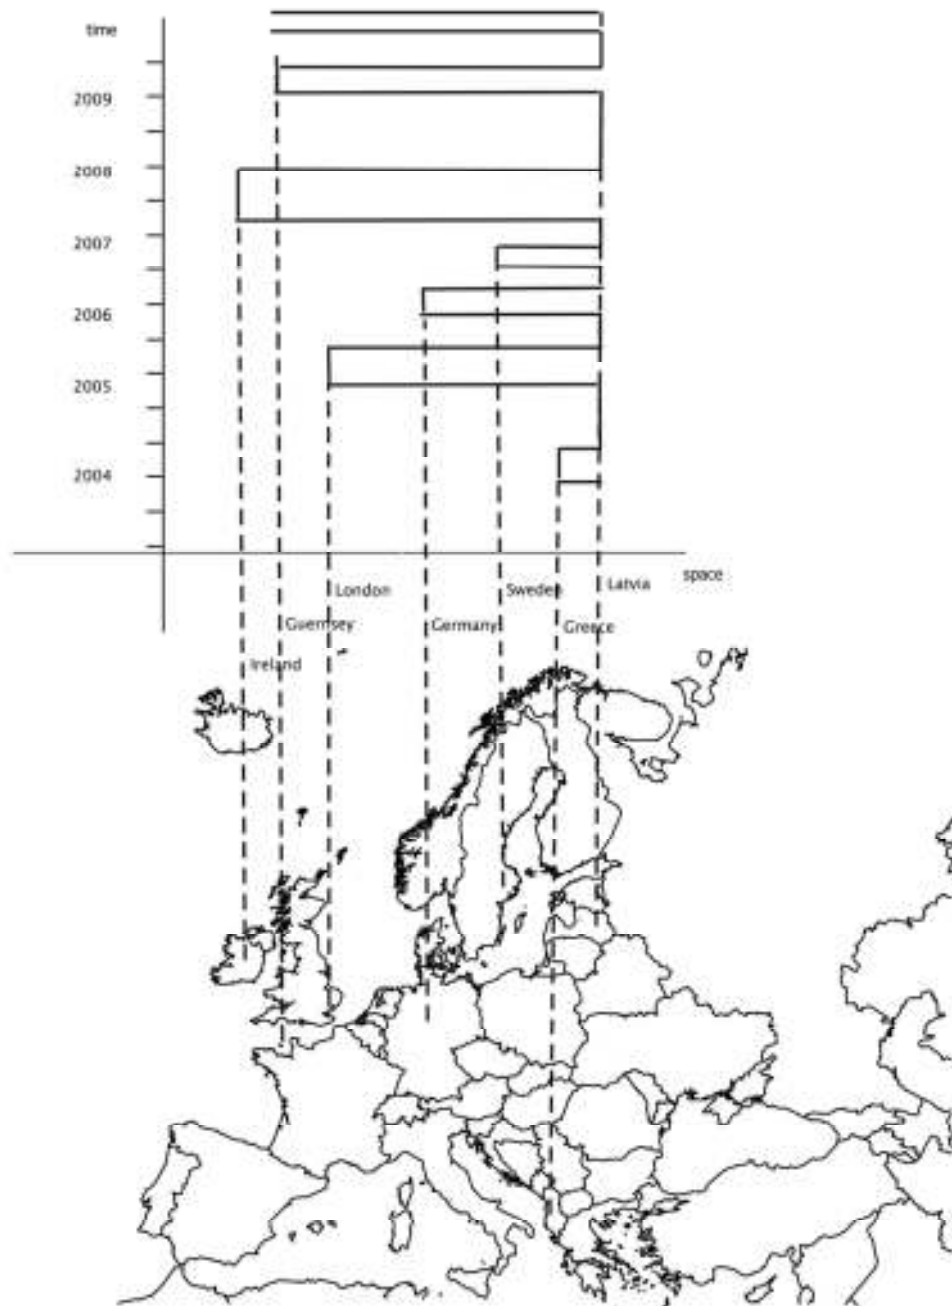 time
2009
2008
2007
2006
2005
2004
space
Latvia
London
Sweden
Guernsey
Germany
Greece
Ireland